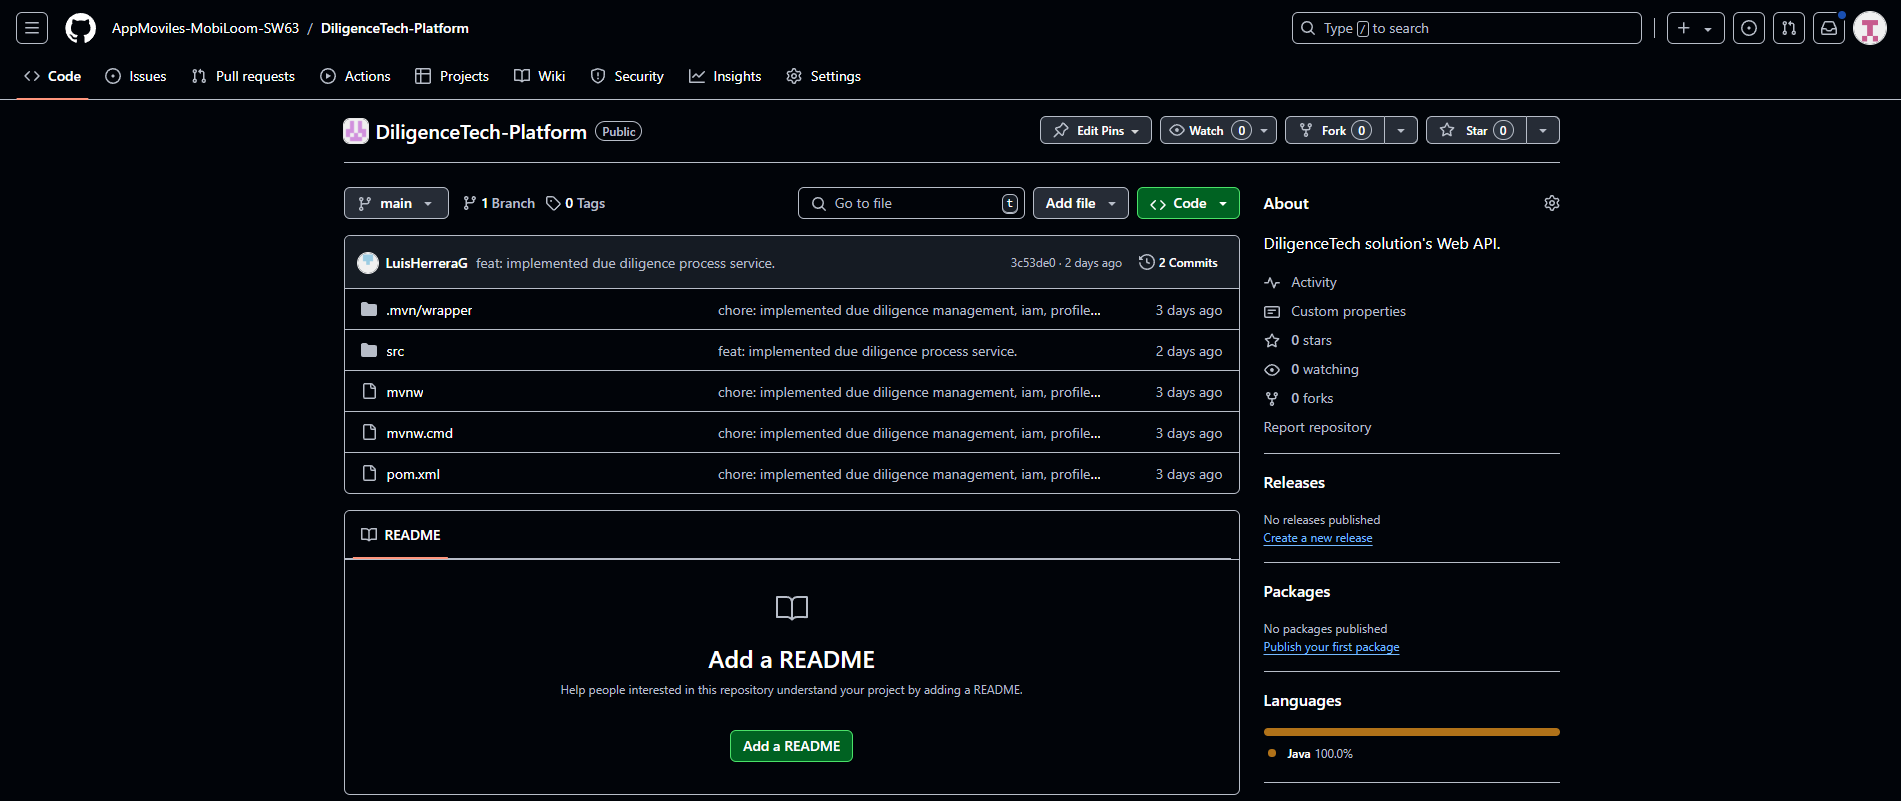 AppMoviles-MobiLoom-SW63 / DiligenceTech-Platform
Type / to search
Code Issues Pull requests Actions Projects Wiki Security Insights Settings
DiligenceTech-Platform Public
Edit Pins Watch 0 Fork 0 Star 0
main 1 Branch 0 Tags Go to file t Add file Code
LuisHerreraG feat: implemented due diligence process service. 3c53de0 · 2 days ago 2 Commits
.mvn/wrapper chore: implemented due diligence management, iam, profile... 3 days ago
src feat: implemented due diligence process service. 2 days ago
mvnw chore: implemented due diligence management, iam, profile... 3 days ago
mvnw.cmd chore: implemented due diligence management, iam, profile... 3 days ago
pom.xml chore: implemented due diligence management, iam, profile... 3 days ago
README
Add a README
Help people interested in this repository understand your project by adding a README.
Add a README
About
DiligenceTech solution's Web API.
Activity
Custom properties
0 stars
0 watching
0 forks
Report repository
Releases
No releases published
Create a new release
Packages
No packages published
Publish your first package
Languages
Java 100.0%